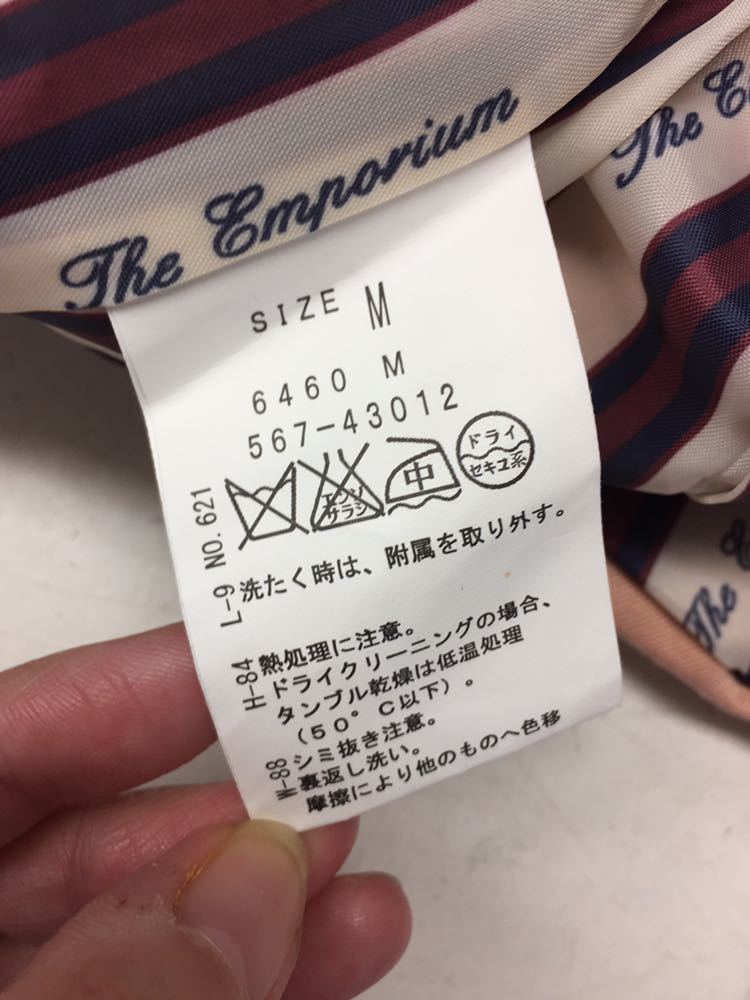 The Emporium
The E
SIZE M
6460 M
567-43012
エンソ
サラシ
中
ドライ
セキユ系
NO.621
L-9 洗たく時は、附属を取り外す。
H-84 熱処理に注意。
ドライクリーニングの場合、
タンブル乾燥は低温処理
(50°C以下)。
シミ抜き注意。
W-88 裏返し洗い。
摩擦により他のものへ色移
The